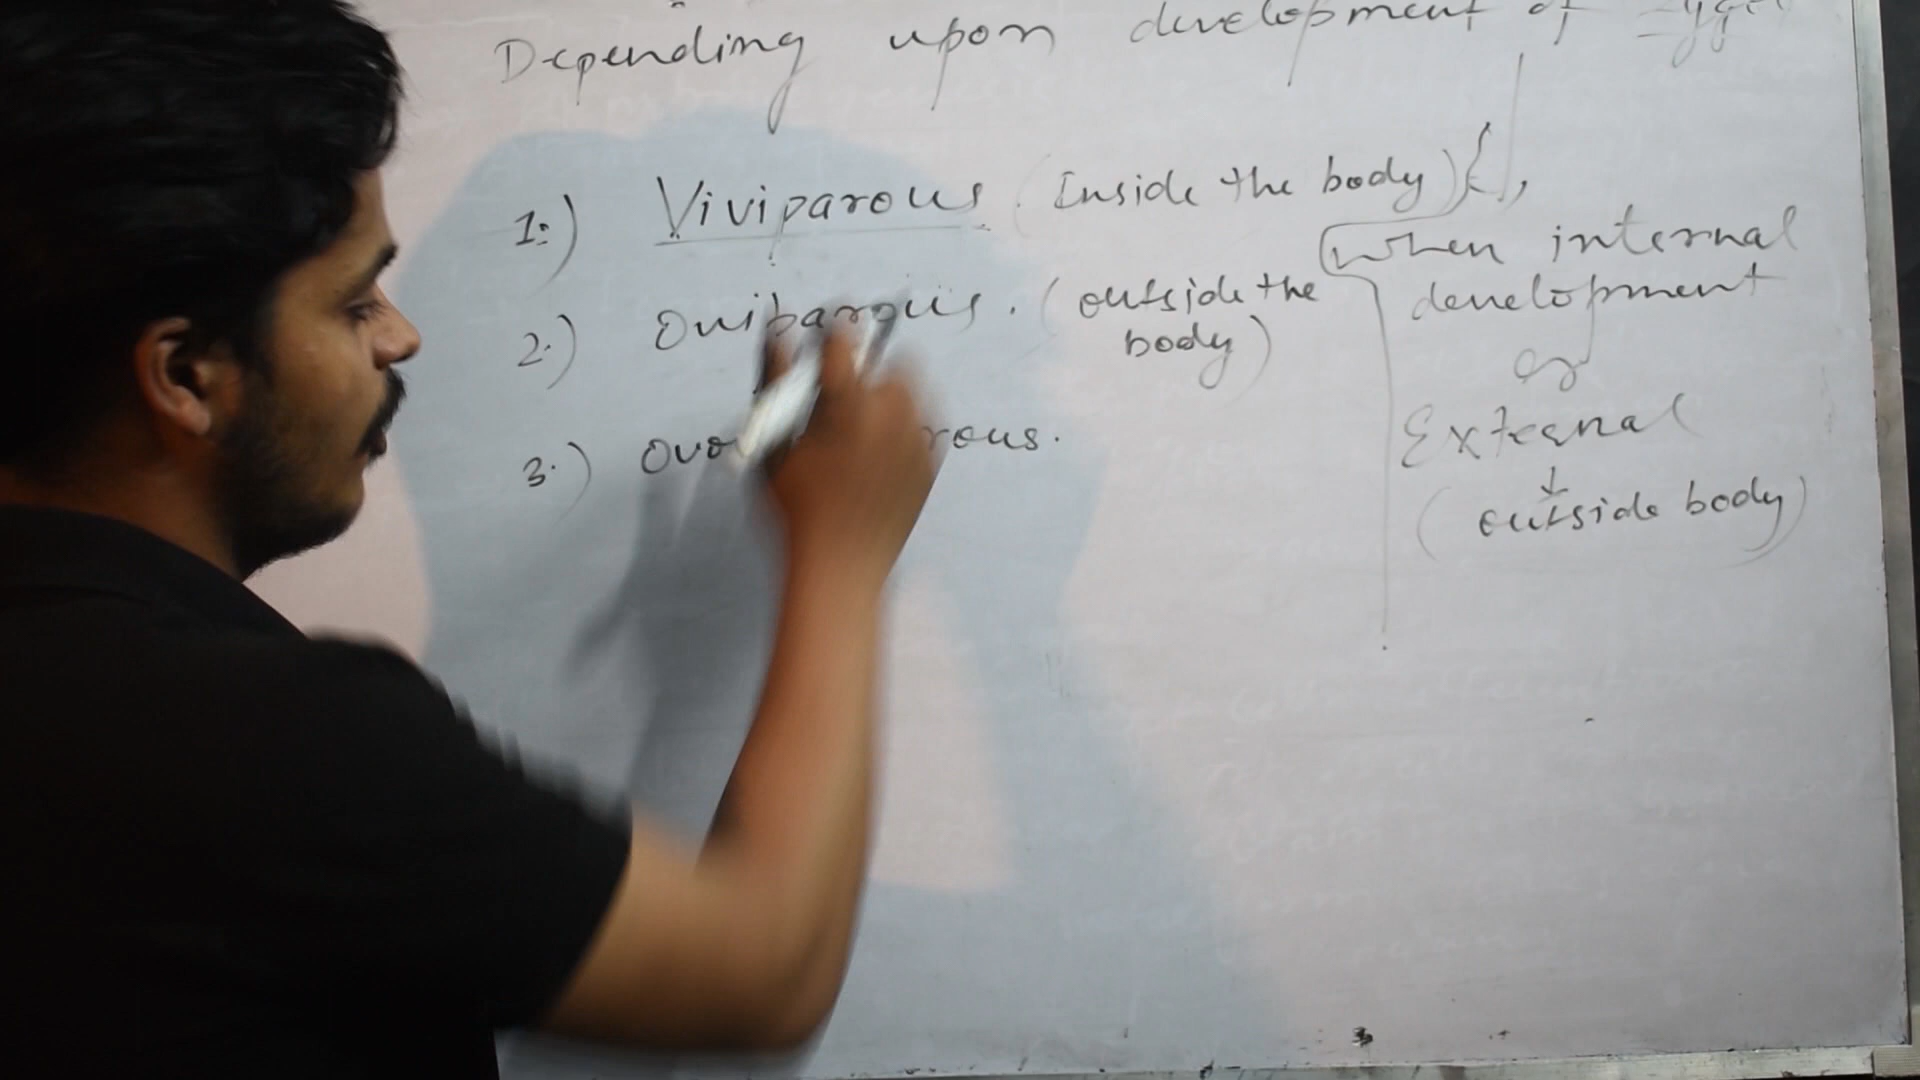 Depending upon development of
1.) Viviparous (Inside the body) {
2.) Oviparous. (outside the
body)
3.) rous.
When internal
development
or
External
(outside body)